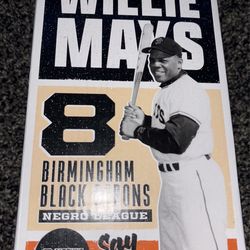 WILLIE
MAYS
8
BIRMINGHAM
BLACK BARONS
NEGRO LEAGUE
Say